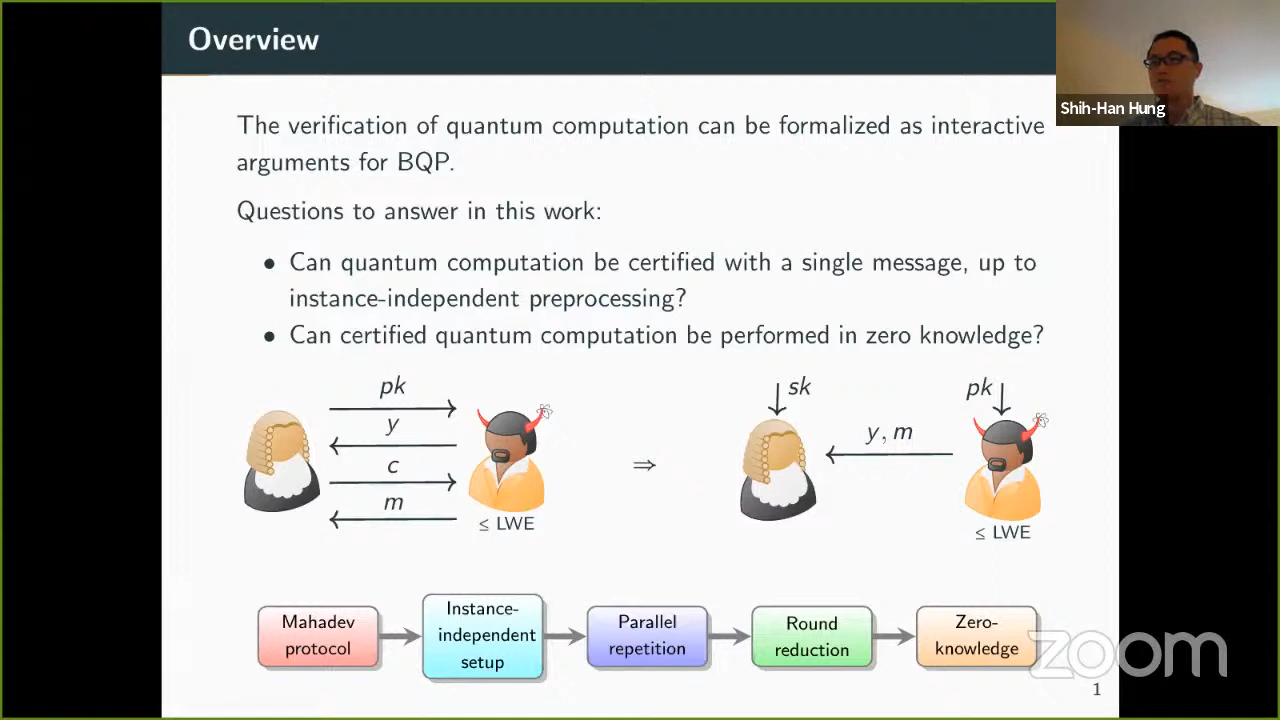 Overview
Shih-Han Hung
The verification of quantum computation can be formalized as interactive
arguments for BQP.
Questions to answer in this work:
• Can quantum computation be certified with a single message, up to
instance-independent preprocessing?
• Can certified quantum computation be performed in zero knowledge?
pk
y
c
m
≤ LWE
⇒
sk
pk
y, m
≤ LWE
Mahadev
protocol
Instance-
independent
setup
Parallel
repetition
Round
reduction
Zero-
knowledge
zoom
1